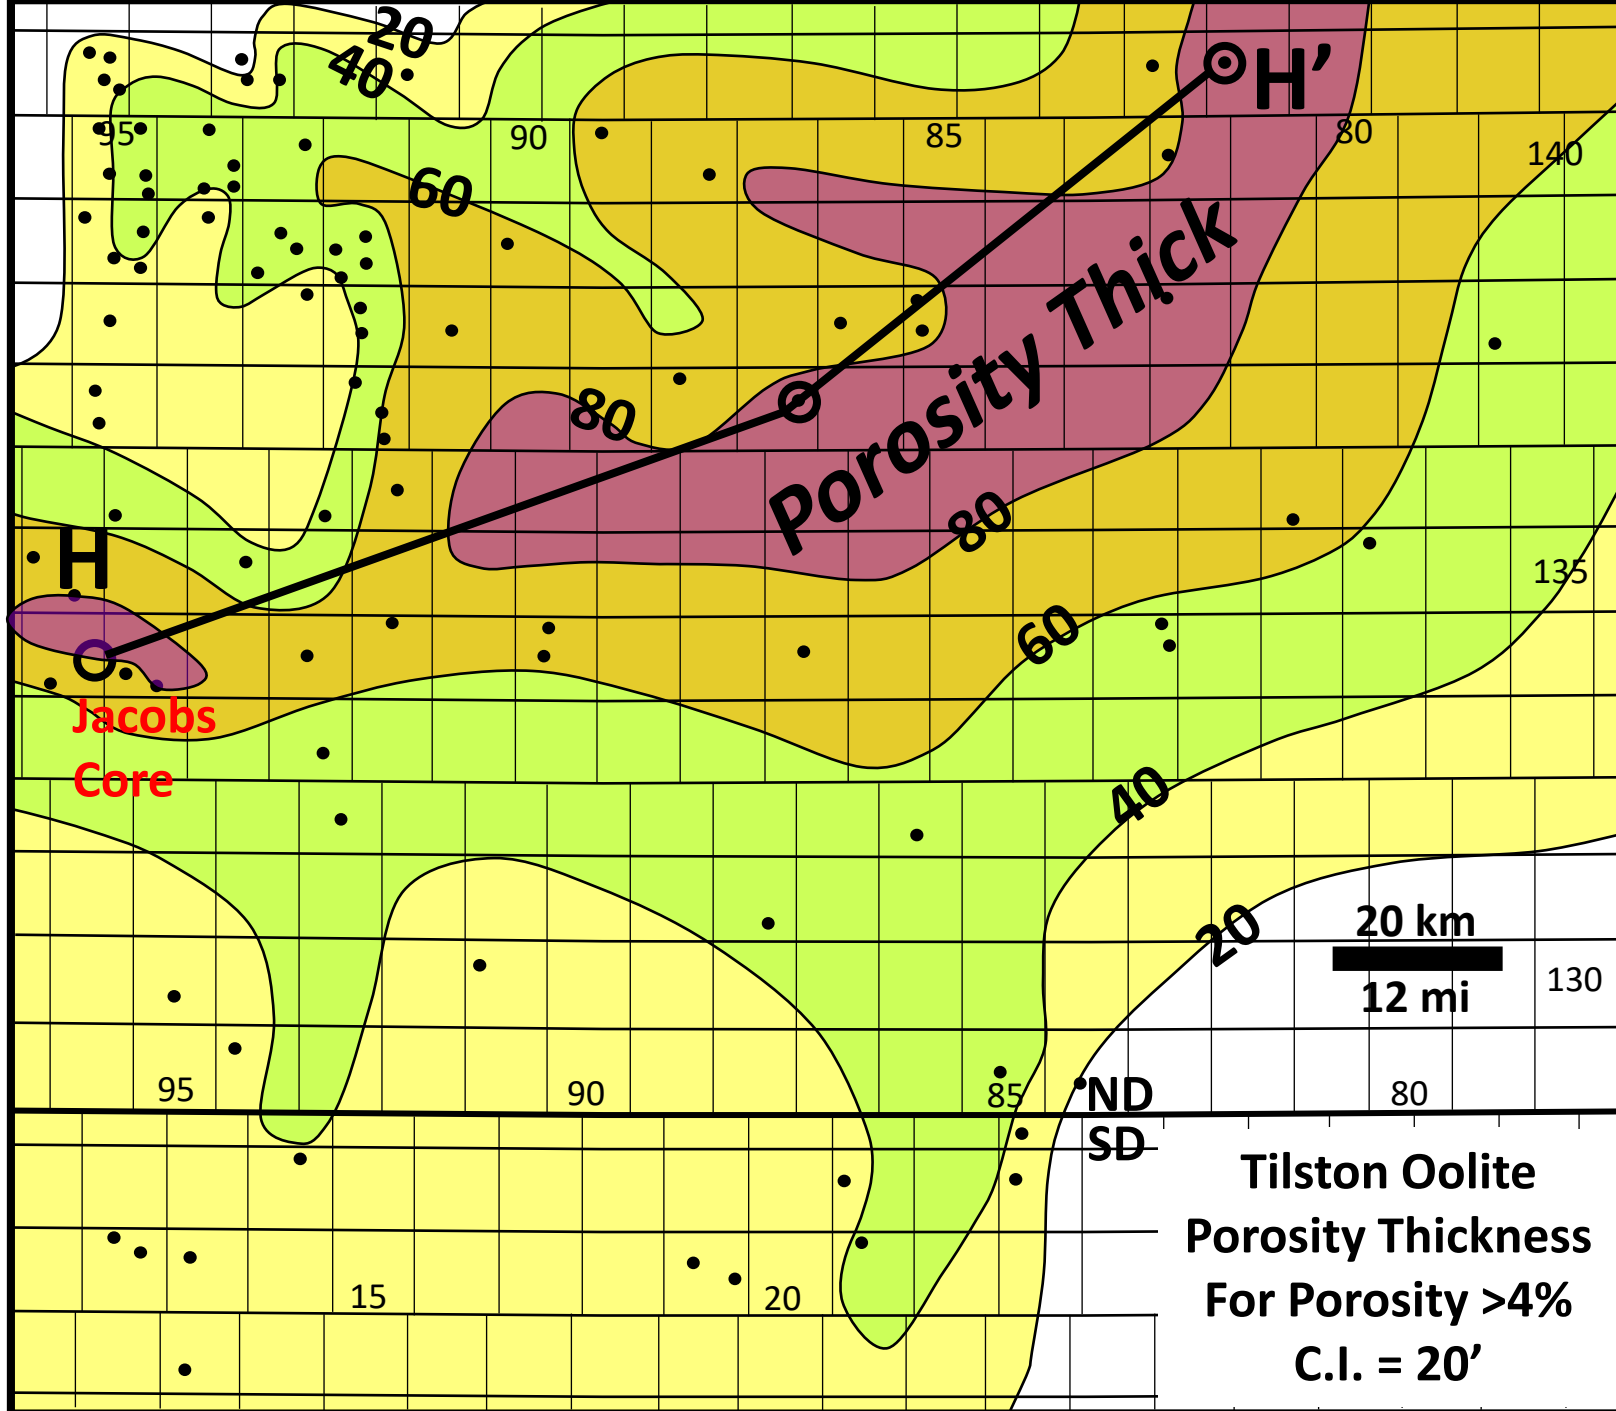 20
40
H’
95
90
85
80
140
60
Porosity Thick
80
80
H
135
60
Jacobs
Core
40
20
20 km
12 mi
130
95
90
85
ND
80
SD
Tilston Oolite
Porosity Thickness
For Porosity >4%
C.I. = 20’
15
20